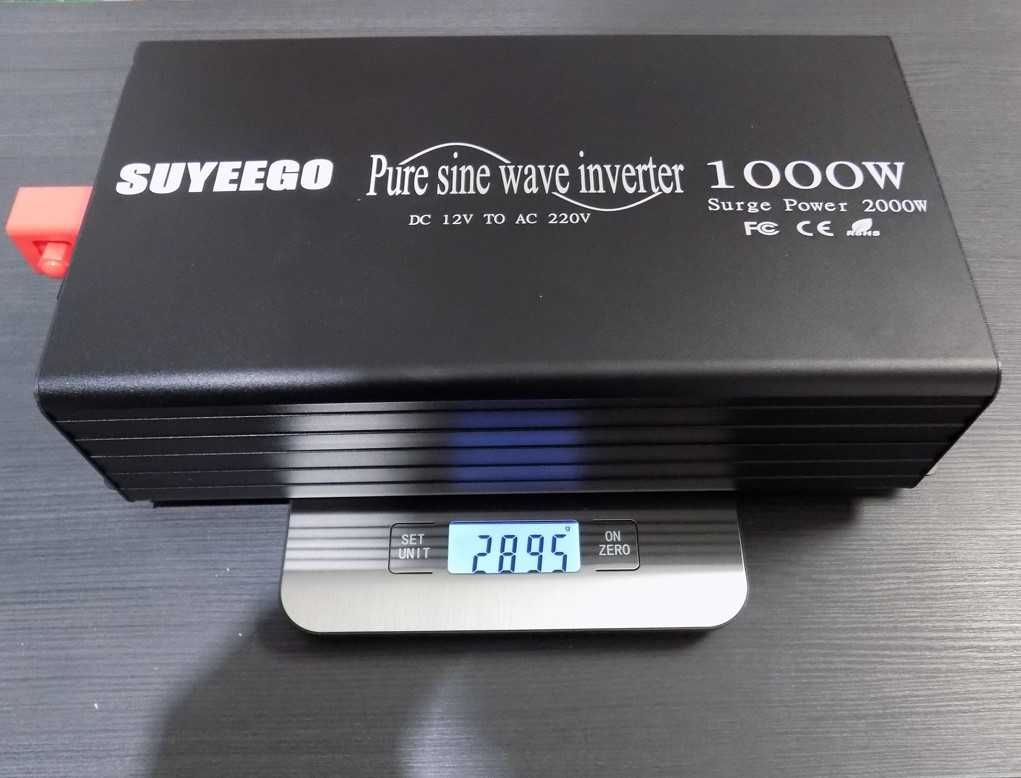 SUYEEGO
Pure sine wave inverter
DC 12V TO AC 220V
1000W
Surge Power 2000W
FC CE RoHS
SET
UNIT
2895
g
ON
ZERO